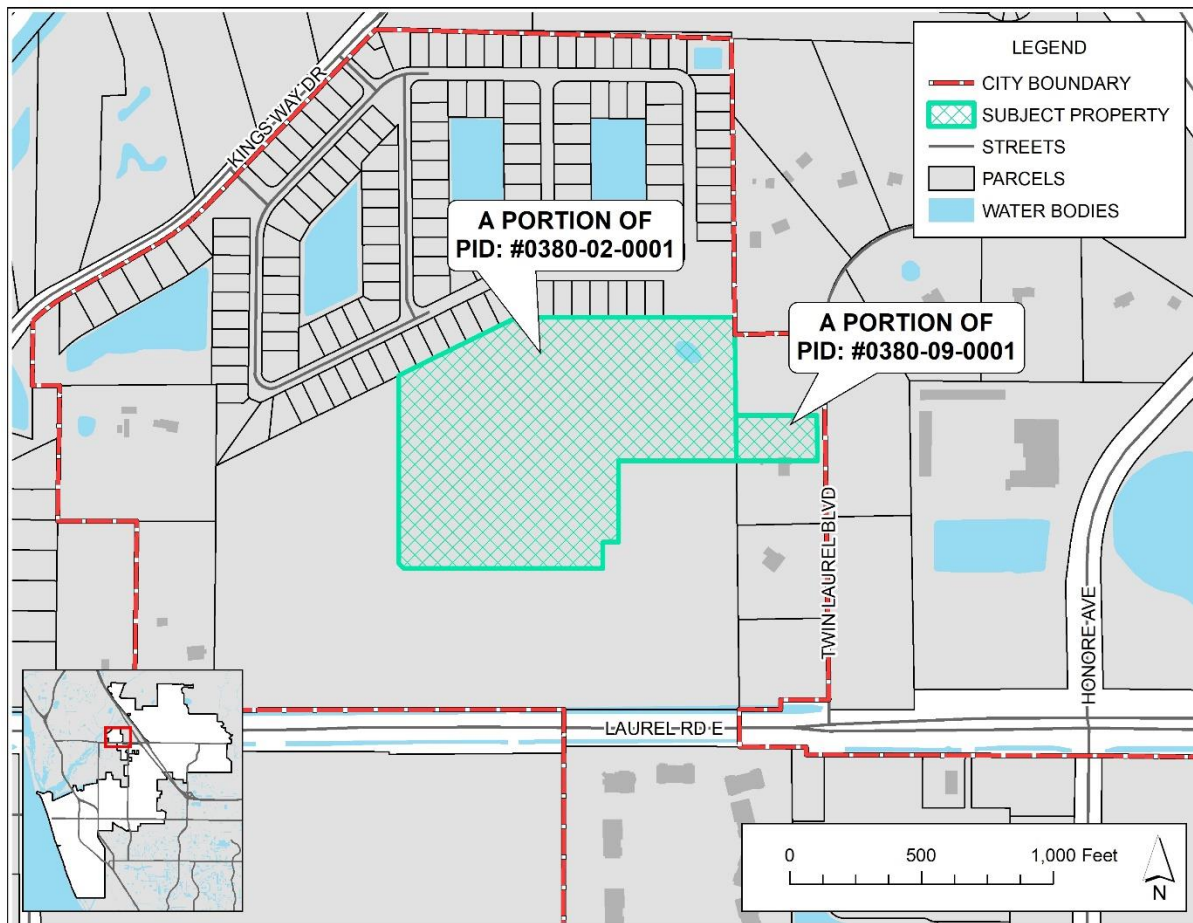 LEGEND
CITY BOUNDARY
SUBJECT PROPERTY
STREETS
PARCELS
WATER BODIES
KINGS WAY DR
A PORTION OF
PID: #0380-02-0001
A PORTION OF
PID: #0380-09-0001
TWIN LAUREL BLVD
HONORE AVE
LAUREL RD E
0 500 1,000 Feet
N